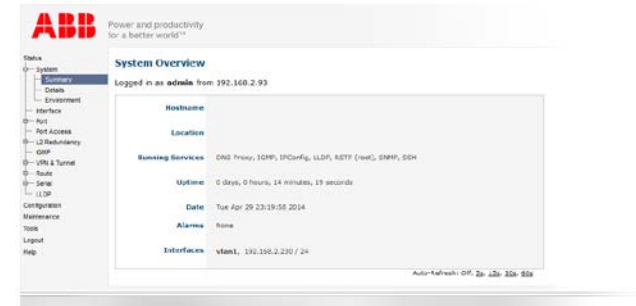 ABB
Power and productivity
for a better world™
Status
System
Summary
Details
Environment
Interface
Port
Port Access
L2 Redundancy
IGMP
VPN & Tunnel
Route
Serial
LLDP
Configuration
Maintenance
Tools
Logout
Help
System Overview
Logged in as admin from 192.168.2.93
Hostname
Location
Running Services DNS Proxy, IGMP, IPConfig, LLDP, RSTP (root), SNMP, SSH
Uptime 0 days, 0 hours, 14 minutes, 15 seconds
Date Tue Apr 29 23:19:58 2014
Alarms None
Interfaces vlan1, 192.168.2.230 / 24
Auto-Refresh: Off, 5s, 15s, 30s, 60s